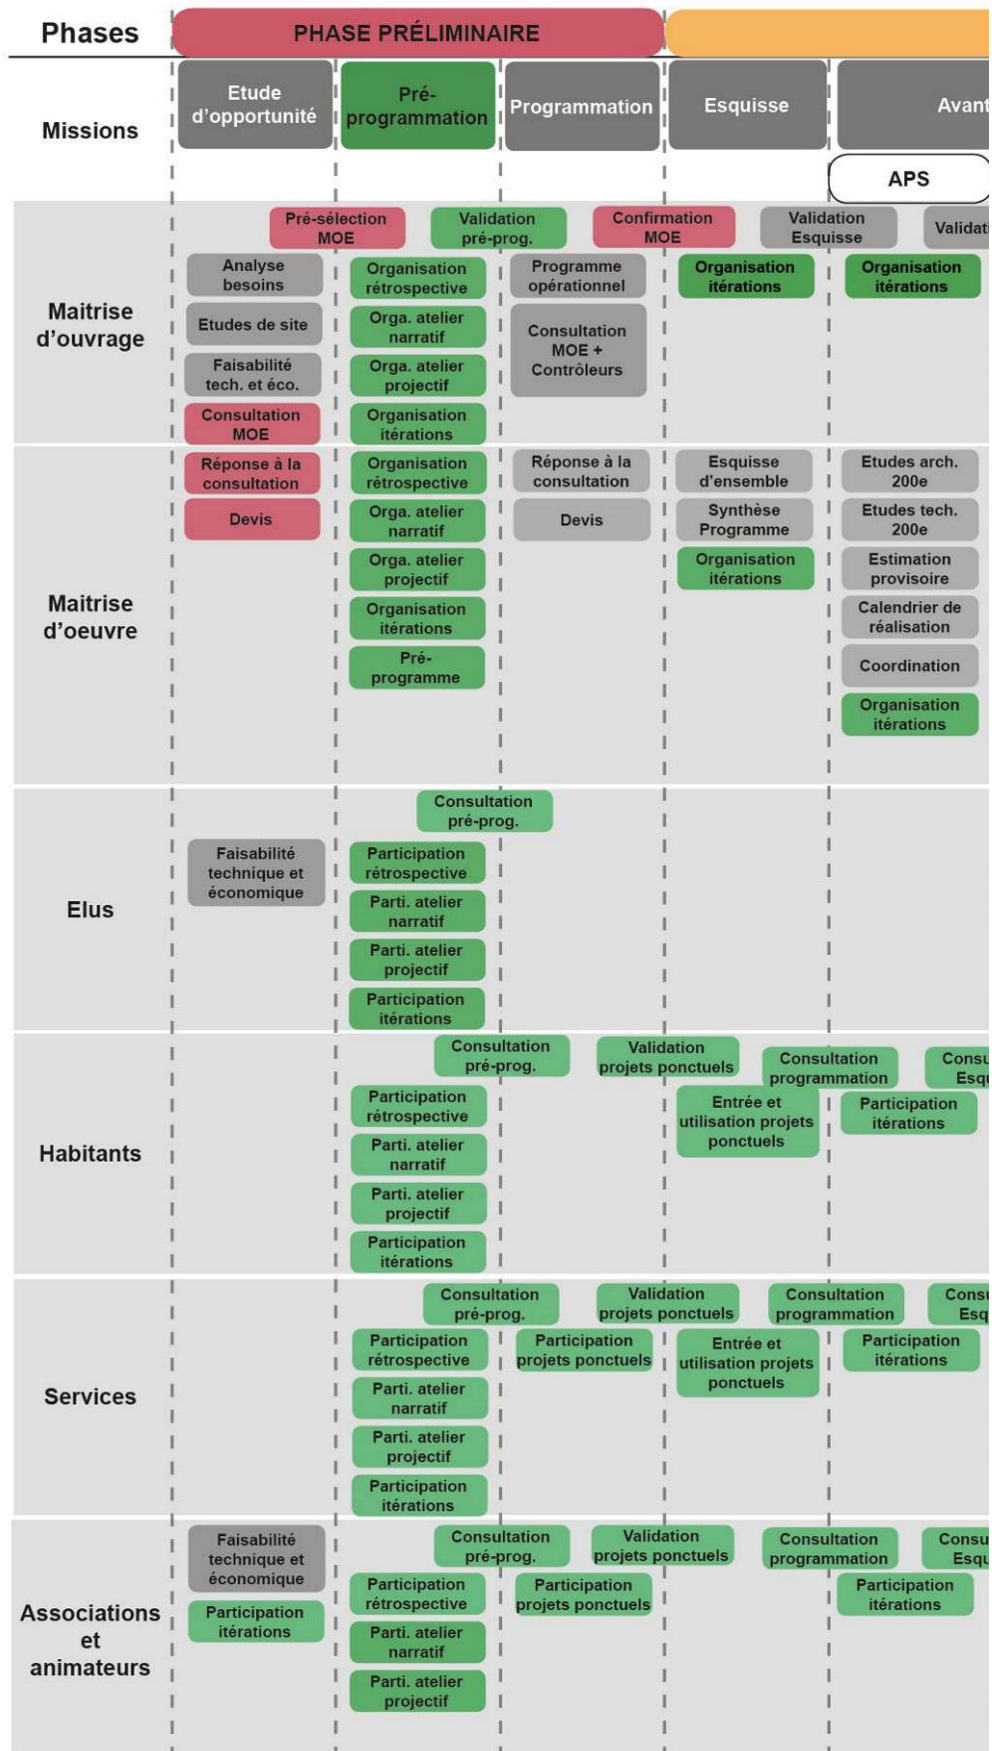 Phases
PHASE PRÉLIMINAIRE
Missions
Etude
d'opportunité
Pré-
programmation
Programmation
Esquisse
Avant
APS
Maitrise
d'ouvrage
Pré-sélection
MOE
Validation
pré-prog.
Confirmation
MOE
Validation
Esquisse
Validati
Analyse
besoins
Etudes de site
Faisabilité
tech. et éco.
Consultation
MOE
Organisation
rétrospective
Orga. atelier
narratif
Orga. atelier
projectif
Organisation
itérations
Programme
opérationnel
Consultation
MOE +
Contrôleurs
Organisation
itérations
Organisation
itérations
Maitrise
d'oeuvre
Réponse à la
consultation
Devis
Organisation
rétrospective
Orga. atelier
narratif
Orga. atelier
projectif
Organisation
itérations
Pré-
programme
Réponse à la
consultation
Devis
Esquisse
d'ensemble
Synthèse
Programme
Organisation
itérations
Etudes arch.
200e
Etudes tech.
200e
Estimation
provisoire
Calendrier de
réalisation
Coordination
Organisation
itérations
Elus
Consultation
pré-prog.
Faisabilité
technique et
économique
Participation
rétrospective
Parti. atelier
narratif
Parti. atelier
projectif
Participation
itérations
Habitants
Consultation
pré-prog.
Validation
projets ponctuels
Consultation
programmation
Consu
Esqu
Participation
rétrospective
Parti. atelier
narratif
Parti. atelier
projectif
Participation
itérations
Entrée et
utilisation projets
ponctuels
Participation
itérations
Services
Consultation
pré-prog.
Validation
projets ponctuels
Consultation
programmation
Consu
Esq
Participation
rétrospective
Parti. atelier
narratif
Parti. atelier
projectif
Participation
itérations
Participation
projets ponctuels
Entrée et
utilisation projets
ponctuels
Participation
itérations
Associations
et
animateurs
Consultation
pré-prog.
Validation
projets ponctuels
Consultation
programmation
Consu
Esqu
Faisabilité
technique et
économique
Participation
itérations
Participation
rétrospective
Parti. atelier
narratif
Parti. atelier
projectif
Participation
projets ponctuels
Participation
itérations